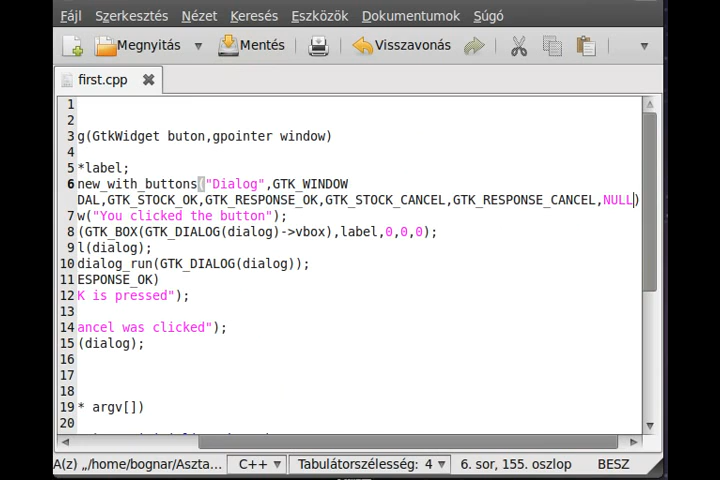 Fájl Szerkesztés Nézet Keresés Eszközök Dokumentumok Súgó
Megnyitás Mentés Visszavonás
first.cpp
1
2
3 g(GtkWidget buton,gpointer window)
4
5 *label;
6 new_with_buttons("Dialog",GTK_WINDOW
DAL,GTK_STOCK_OK,GTK_RESPONSE_OK,GTK_STOCK_CANCEL,GTK_RESPONSE_CANCEL,NULL)
7 w("You clicked the button");
8 (GTK_BOX(GTK_DIALOG(dialog)->vbox),label,0,0,0);
9 l(dialog);
10 dialog_run(GTK_DIALOG(dialog));
11 ESPONSE_OK)
12 K is pressed");
13
14 ancel was clicked");
15 (dialog);
16
17
18
19 * argv[])
20
A(z) „/home/bognar/Aszta... C++ Tabulátorszélesség: 4 6. sor, 155. oszlop BESZ